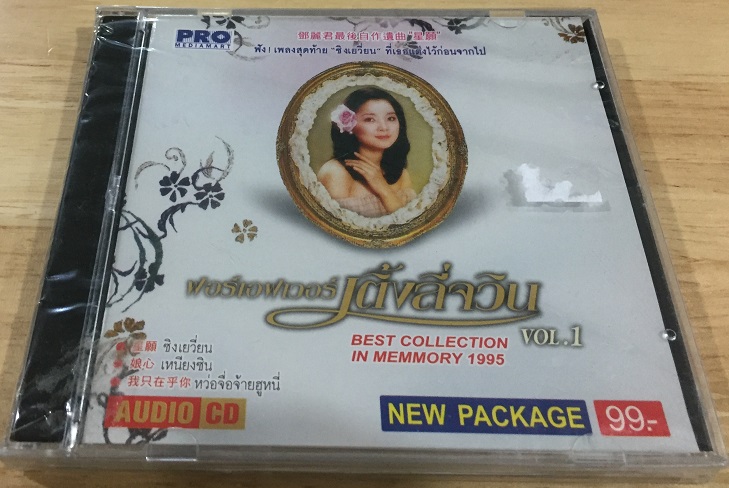 PRO
MEDIAMART
鄧麗君最後自作遺曲"星願"
ฟัง! เพลงสุดท้าย "ซิงเยวี่ยน" ที่เธอแต่งไว้ก่อนจากไป
ฟอร์เอฟเวอร์ เติ้งลี่จวิน
VOL.1
BEST COLLECTION
IN MEMMORY 1995
星願 ซิงเยวี่ยน
娘心 เหนียงซิน
我只在乎你 หว่อจื่อจ้ายฮูหนี่
AUDIO CD
NEW PACKAGE
99.-